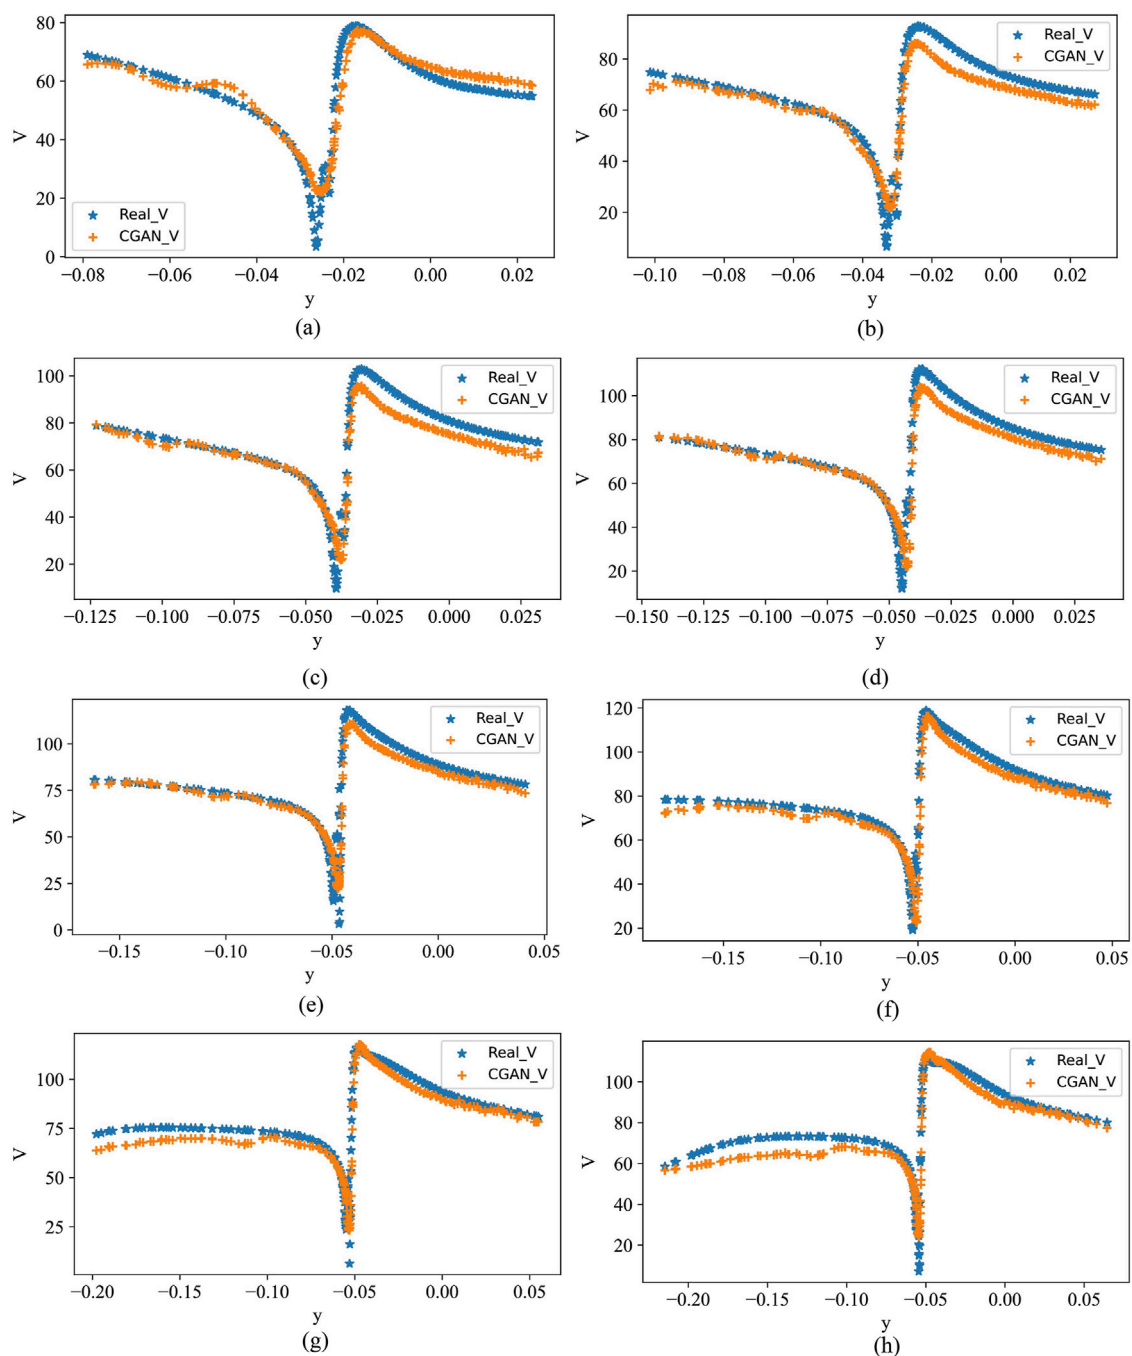 80
60
V
40
20
0
Real_V
CGAN_V
−0.08 −0.06 −0.04 −0.02 0.00 0.02
y
(a)
80
60
V
40
20
Real_V
CGAN_V
−0.10 −0.08 −0.06 −0.04 −0.02 0.00 0.02
y
(b)
100
80
60
V
40
20
Real_V
CGAN_V
−0.125 −0.100 −0.075 −0.050 −0.025 0.000 0.025
y
(c)
100
80
60
V
40
20
Real_V
CGAN_V
−0.150 −0.125 −0.100 −0.075 −0.050 −0.025 0.000 0.025
y
(d)
100
75
50
V
25
0
Real_V
CGAN_V
−0.15 −0.10 −0.05 0.00 0.05
y
(e)
120
100
80
60
V
40
20
Real_V
CGAN_V
−0.15 −0.10 −0.05 0.00 0.05
y
(f)
100
75
V
50
25
Real_V
CGAN_V
−0.20 −0.15 −0.10 −0.05 0.00 0.05
y
(g)
100
80
60
V
40
20
Real_V
CGAN_V
−0.20 −0.15 −0.10 −0.05 0.00 0.05
y
(h)